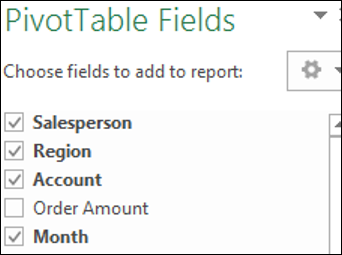 PivotTable Fields
Choose fields to add to report:
Salesperson
Region
Account
Order Amount
Month